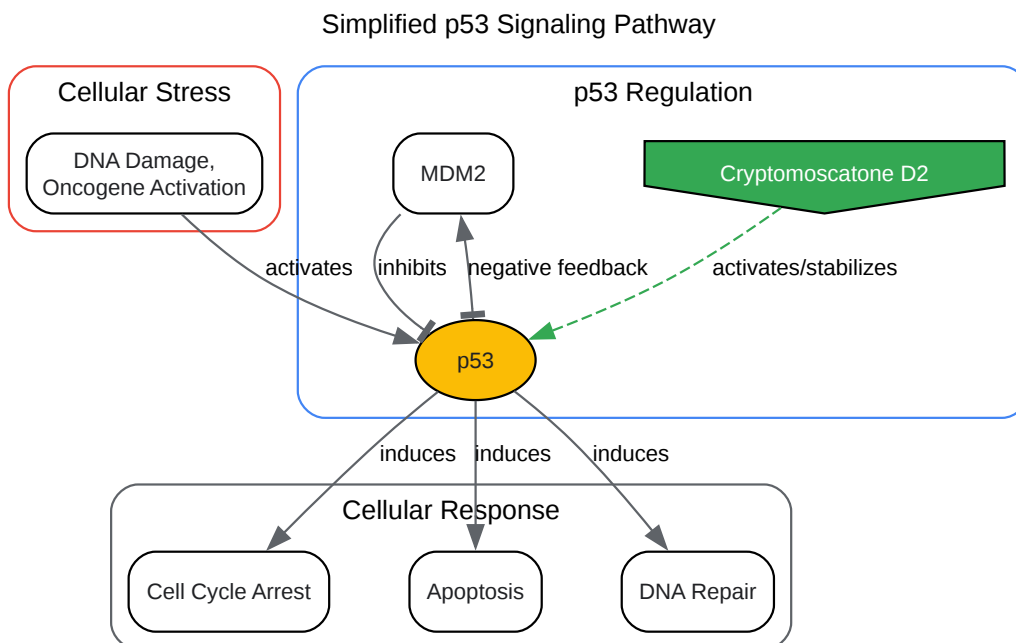 Simplified p53 Signaling Pathway
Cellular Stress
p53 Regulation
DNA Damage,
Oncogene Activation
MDM2
Cryptomoscatone D2
activates
inhibits
negative feedback
activates/stabilizes
p53
induces
induces
induces
Cellular Response
Cell Cycle Arrest
Apoptosis
DNA Repair